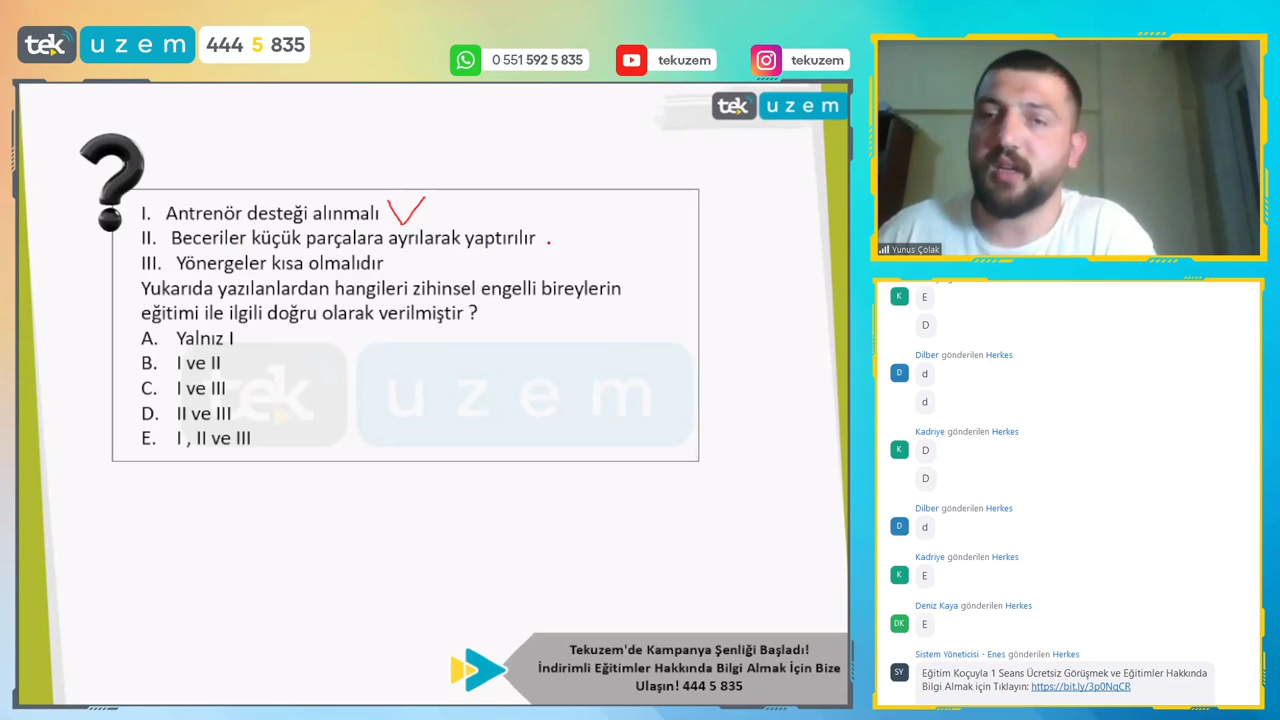 tek uzem 444 5 835
0 551 592 5 835
tekuzem
tekuzem
tek uzem
I. Antrenör desteği alınmalı
II. Beceriler küçük parçalara ayrılarak yaptırılır
III. Yönergeler kısa olmalıdır
Yukarıda yazılanlardan hangileri zihinsel engelli bireylerin
eğitimi ile ilgili doğru olarak verilmiştir ?
A. Yalnız I
B. I ve II
C. I ve III
D. II ve III
E. I , II ve III
tek uzem
Tekuzem'de Kampanya Şenliği Başladı!
İndirimli Eğitimler Hakkında Bilgi Almak İçin Bize
Ulaşın! 444 5 835
Yunus Çolak
K E
D
Dilber gönderilen Herkes
D d
d
Kadriye gönderilen Herkes
K D
D
Dilber gönderilen Herkes
D d
Kadriye gönderilen Herkes
K E
Deniz Kaya gönderilen Herkes
DK E
Sistem Yöneticisi - Enes gönderilen Herkes
SY Eğitim Koçuyla 1 Seans Ücretsiz Görüşmek ve Eğitimler Hakkında
Bilgi Almak için Tıklayın: https://bit.ly/3p0NqCR